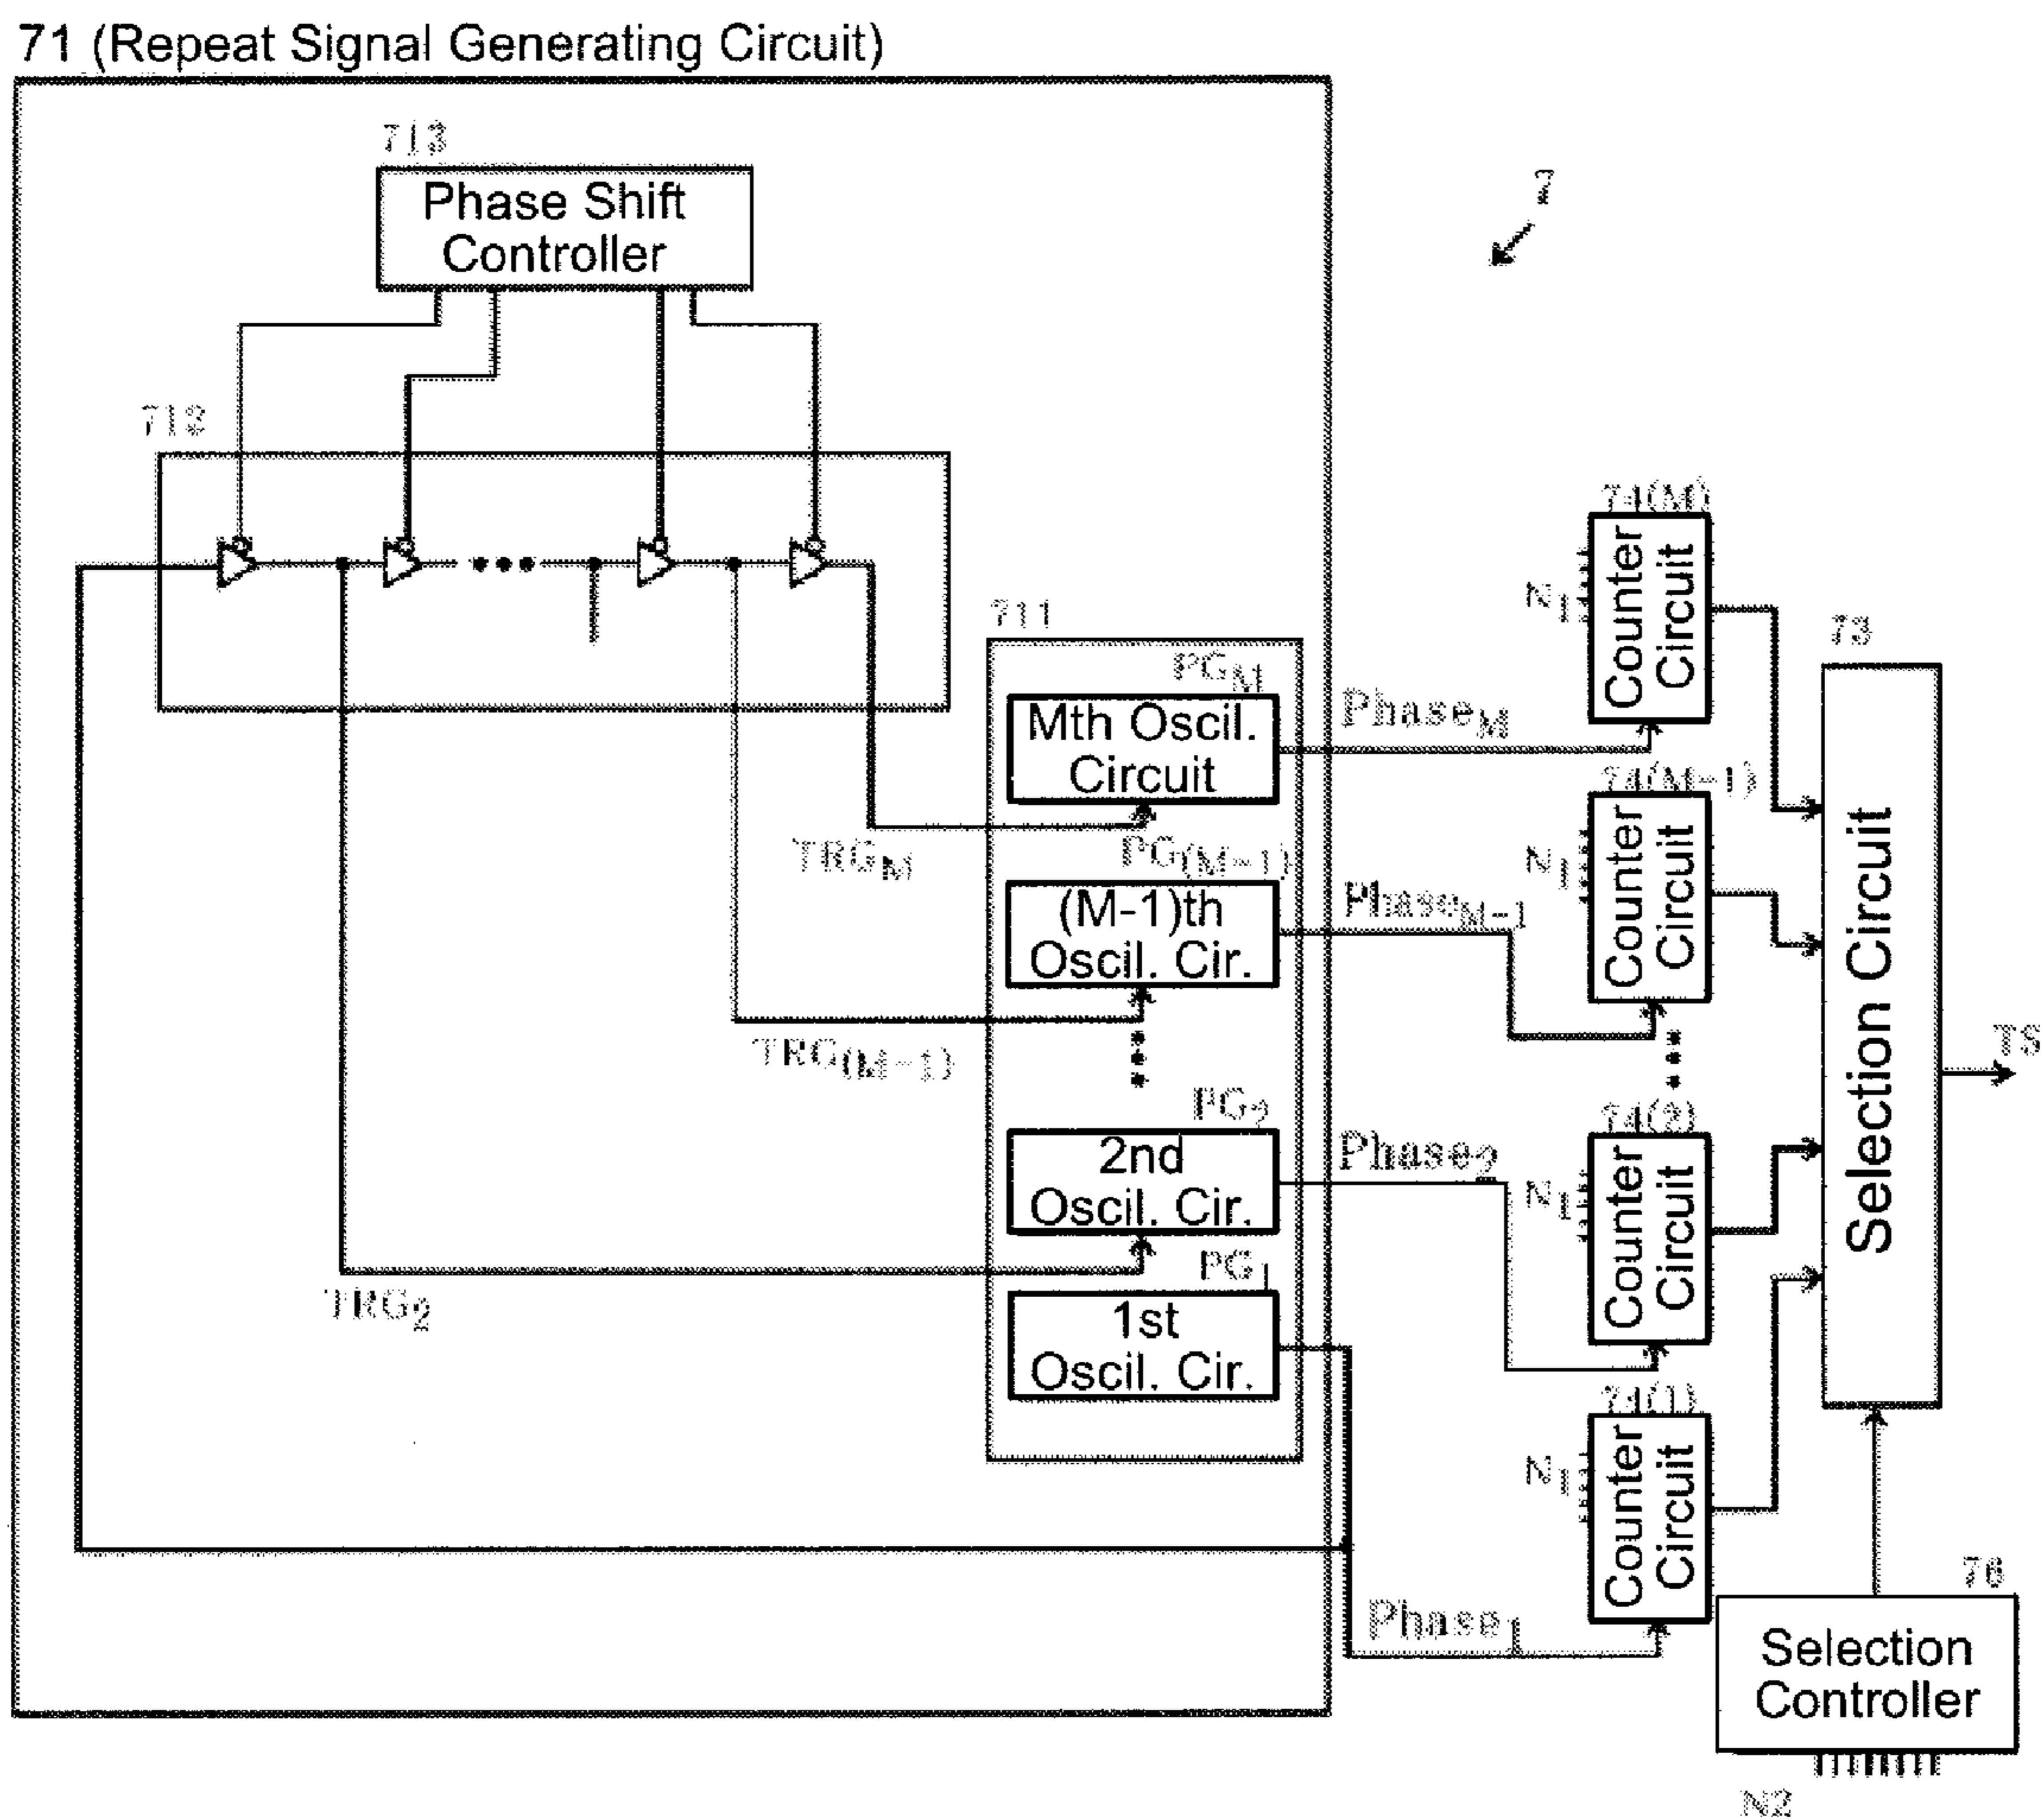 71 (Repeat Signal Generating Circuit)
713
Phase Shift
Controller
7
712
711
PGM
Mth Oscil.
Circuit
PhaseM
TRGM
PG(M-1)
(M-1)th
Oscil. Cir.
PhaseM-1
TRG(M-1)
PG2
2nd
Oscil. Cir.
Phase2
TRG2
PG1
1st
Oscil. Cir.
Phase1
74(M)
N1
Counter
Circuit
74(M-1)
N1
Counter
Circuit
74(2)
N1
Counter
Circuit
74(1)
N1
Counter
Circuit
73
Selection Circuit
TS
76
Selection
Controller
N2